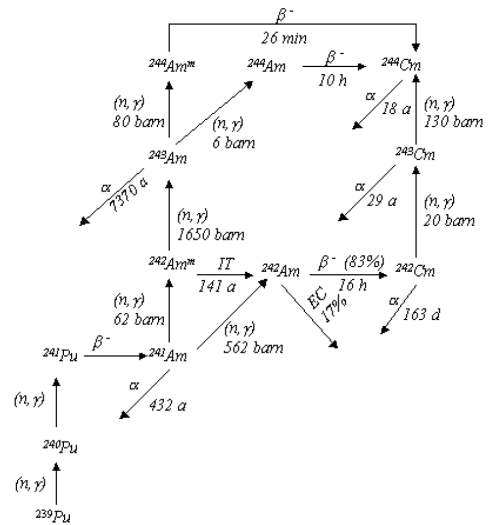 β⁻
26 min
²⁴⁴Amᵐ
²⁴⁴Am
β⁻
10 h
²⁴⁴Cm
(n, γ)
80 barn
(n, γ)
6 barn
α
18 a
(n, γ)
130 barn
²⁴³Am
²⁴³Cm
α
7370 a
(n, γ)
1650 barn
α
29 a
(n, γ)
20 barn
²⁴²Amᵐ
IT
141 a
²⁴²Am
β⁻ (83%)
16 h
²⁴²Cm
(n, γ)
62 barn
(n, γ)
562 barn
EC
17%
α
163 d
²⁴¹Pu
β⁻
²⁴¹Am
α
432 a
(n, γ)
²⁴⁰Pu
(n, γ)
²³⁹Pu